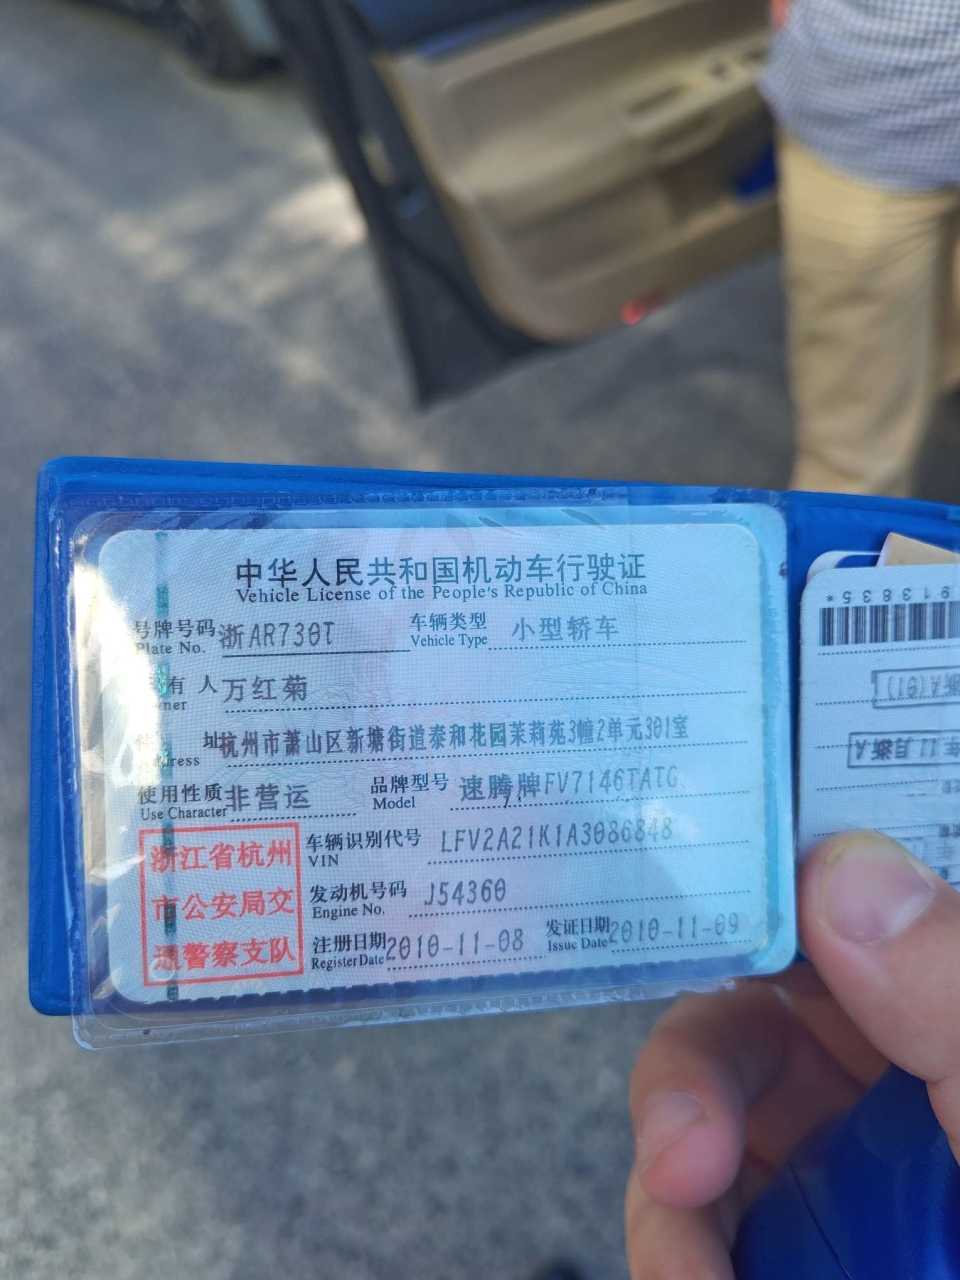 中华人民共和国机动车行驶证
Vehicle License of the People's Republic of China
号牌号码 浙AR730T 车辆类型 小型轿车
Plate No. Vehicle Type
有 人 万红菊
址 杭州市萧山区新塘街道泰和花园茉莉苑3幢2单元301室
使用性质 非营运 品牌型号 速腾牌FV7146TATG
Use Character Model
浙江省杭州
市公安局交
通警察支队
车辆识别代号 LFV2A21K1A3086848
VIN
发动机号码 J54360
Engine No.
注册日期 2010-11-08 发证日期 2010-11-09
Register Date Issue Date
913835*